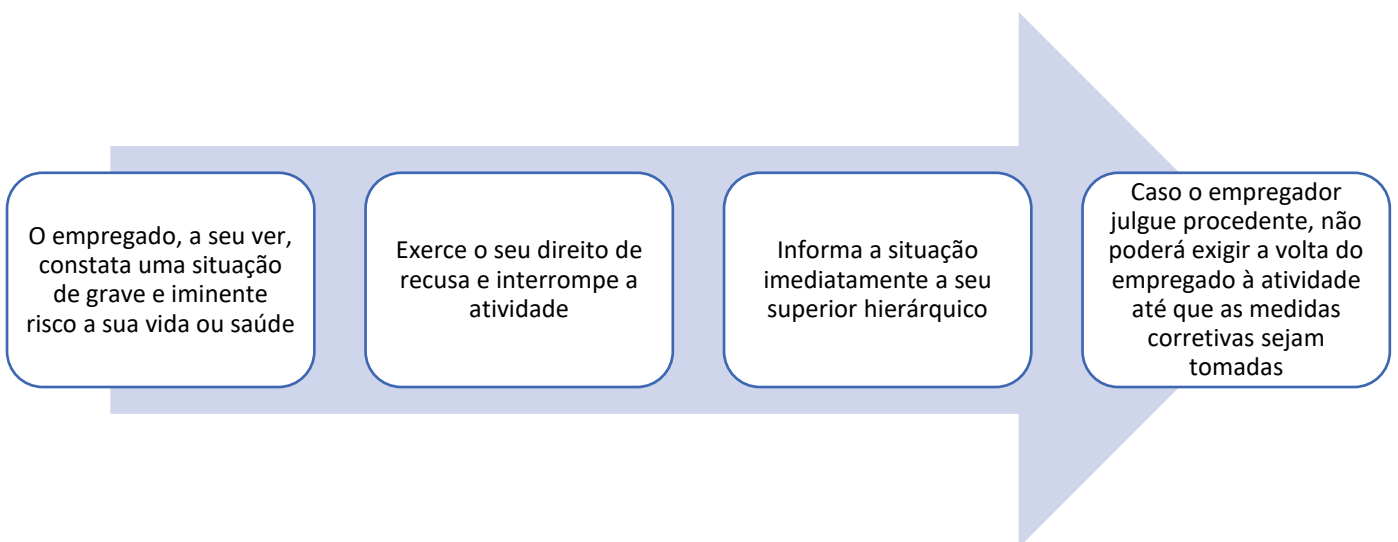 O empregado, a seu ver,
constata uma situação
de grave e iminente
risco a sua vida ou saúde
Exerce o seu direito de
recusa e interrompe a
atividade
Informa a situação
imediatamente a seu
superior hierárquico
Caso o empregador
julgue procedente, não
poderá exigir a volta do
empregado à atividade
até que as medidas
corretivas sejam
tomadas